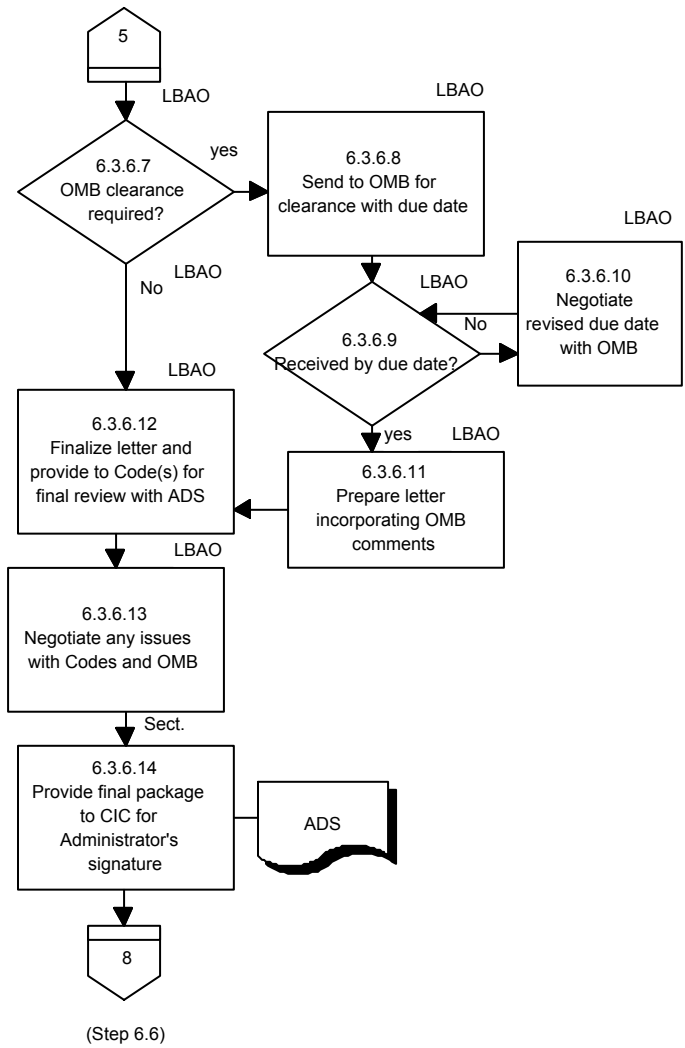 5
LBAO
6.3.6.7
OMB clearance
required?
yes
LBAO
6.3.6.8
Send to OMB for
clearance with due date
LBAO
No
LBAO
LBAO
6.3.6.9
Received by due date?
No
6.3.6.10
Negotiate
revised due date
with OMB
LBAO
6.3.6.12
Finalize letter and
provide to Code(s) for
final review with ADS
yes
LBAO
6.3.6.11
Prepare letter
incorporating OMB
comments
LBAO
6.3.6.13
Negotiate any issues
with Codes and OMB
Sect.
6.3.6.14
Provide final package
to CIC for
Administrator's
signature
ADS
8
(Step 6.6)